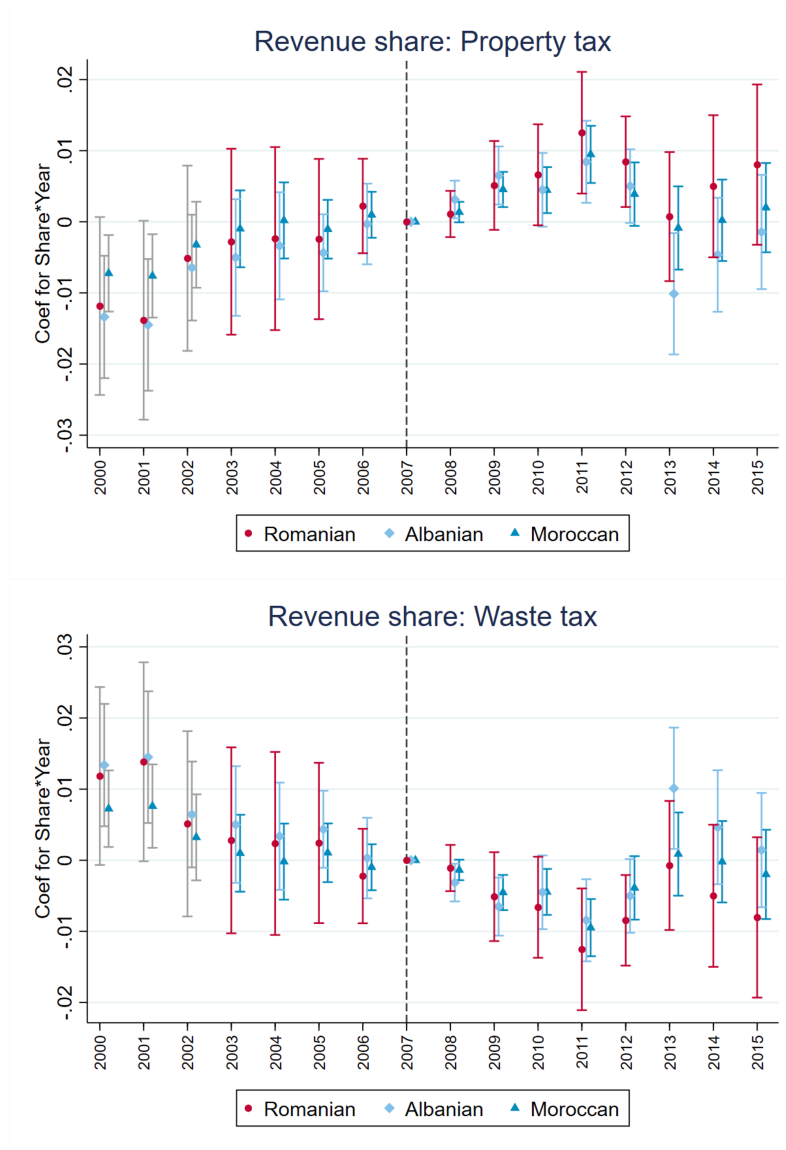 Revenue share: Property tax
Coef for Share*Year
.02
.01
0
-.01
-.02
-.03
2000 2001 2002 2003 2004 2005 2006 2007 2008 2009 2010 2011 2012 2013 2014 2015
Romanian Albanian Moroccan
Revenue share: Waste tax
Coef for Share*Year
.03
.02
.01
0
-.01
-.02
2000 2001 2002 2003 2004 2005 2006 2007 2008 2009 2010 2011 2012 2013 2014 2015
Romanian Albanian Moroccan